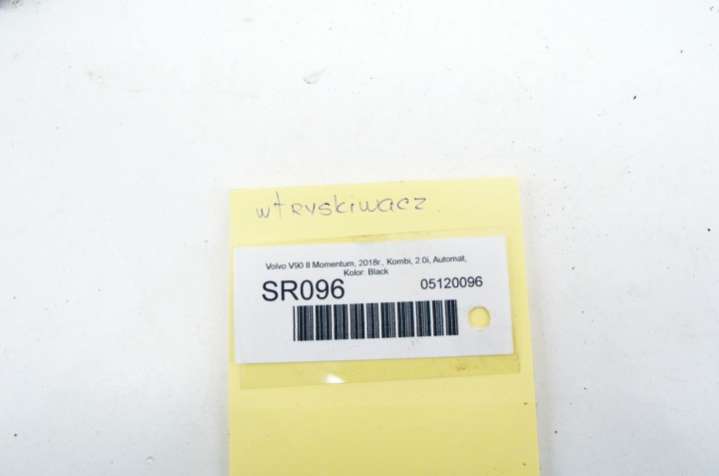 wtryskiwacz
Volvo V90 II Momentum, 2018r., Kombi, 2.0i, Automat,
Kolor: Black
SR096
05120096